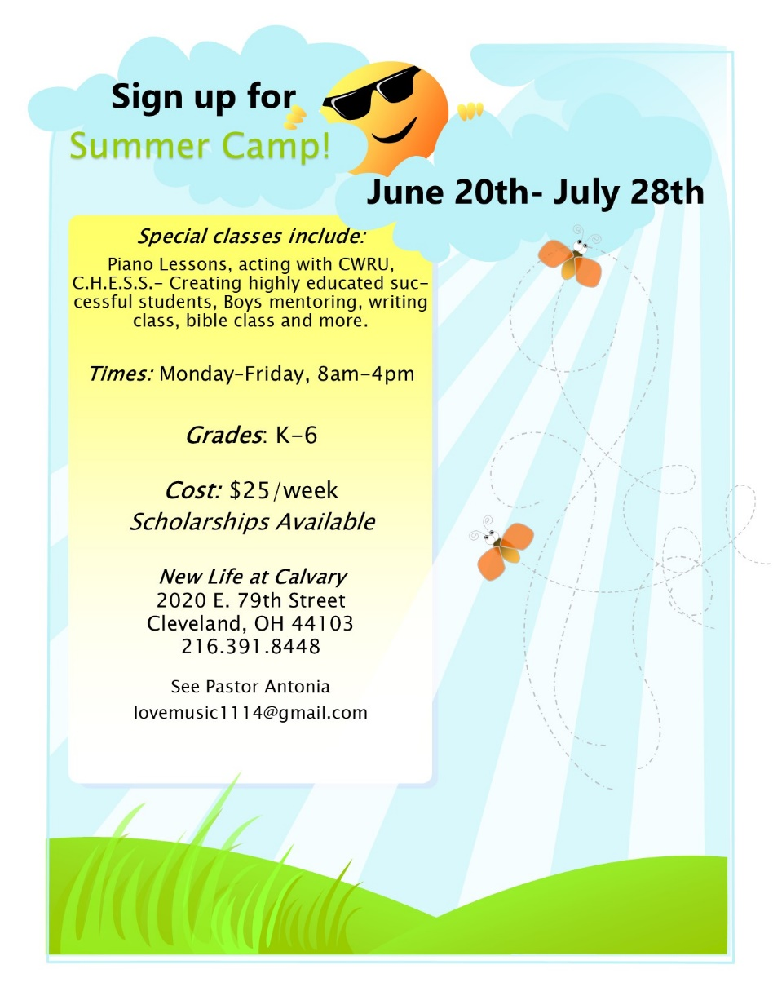 Sign up for
Summer Camp!
June 20th- July 28th
Special classes include:
Piano Lessons, acting with CWRU,
C.H.E.S.S.- Creating highly educated suc-
cessful students, Boys mentoring, writing
class, bible class and more.
Times: Monday-Friday, 8am-4pm
Grades: K-6
Cost: $25/week
Scholarships Available
New Life at Calvary
2020 E. 79th Street
Cleveland, OH 44103
216.391.8448
See Pastor Antonia
lovemusic1114@gmail.com